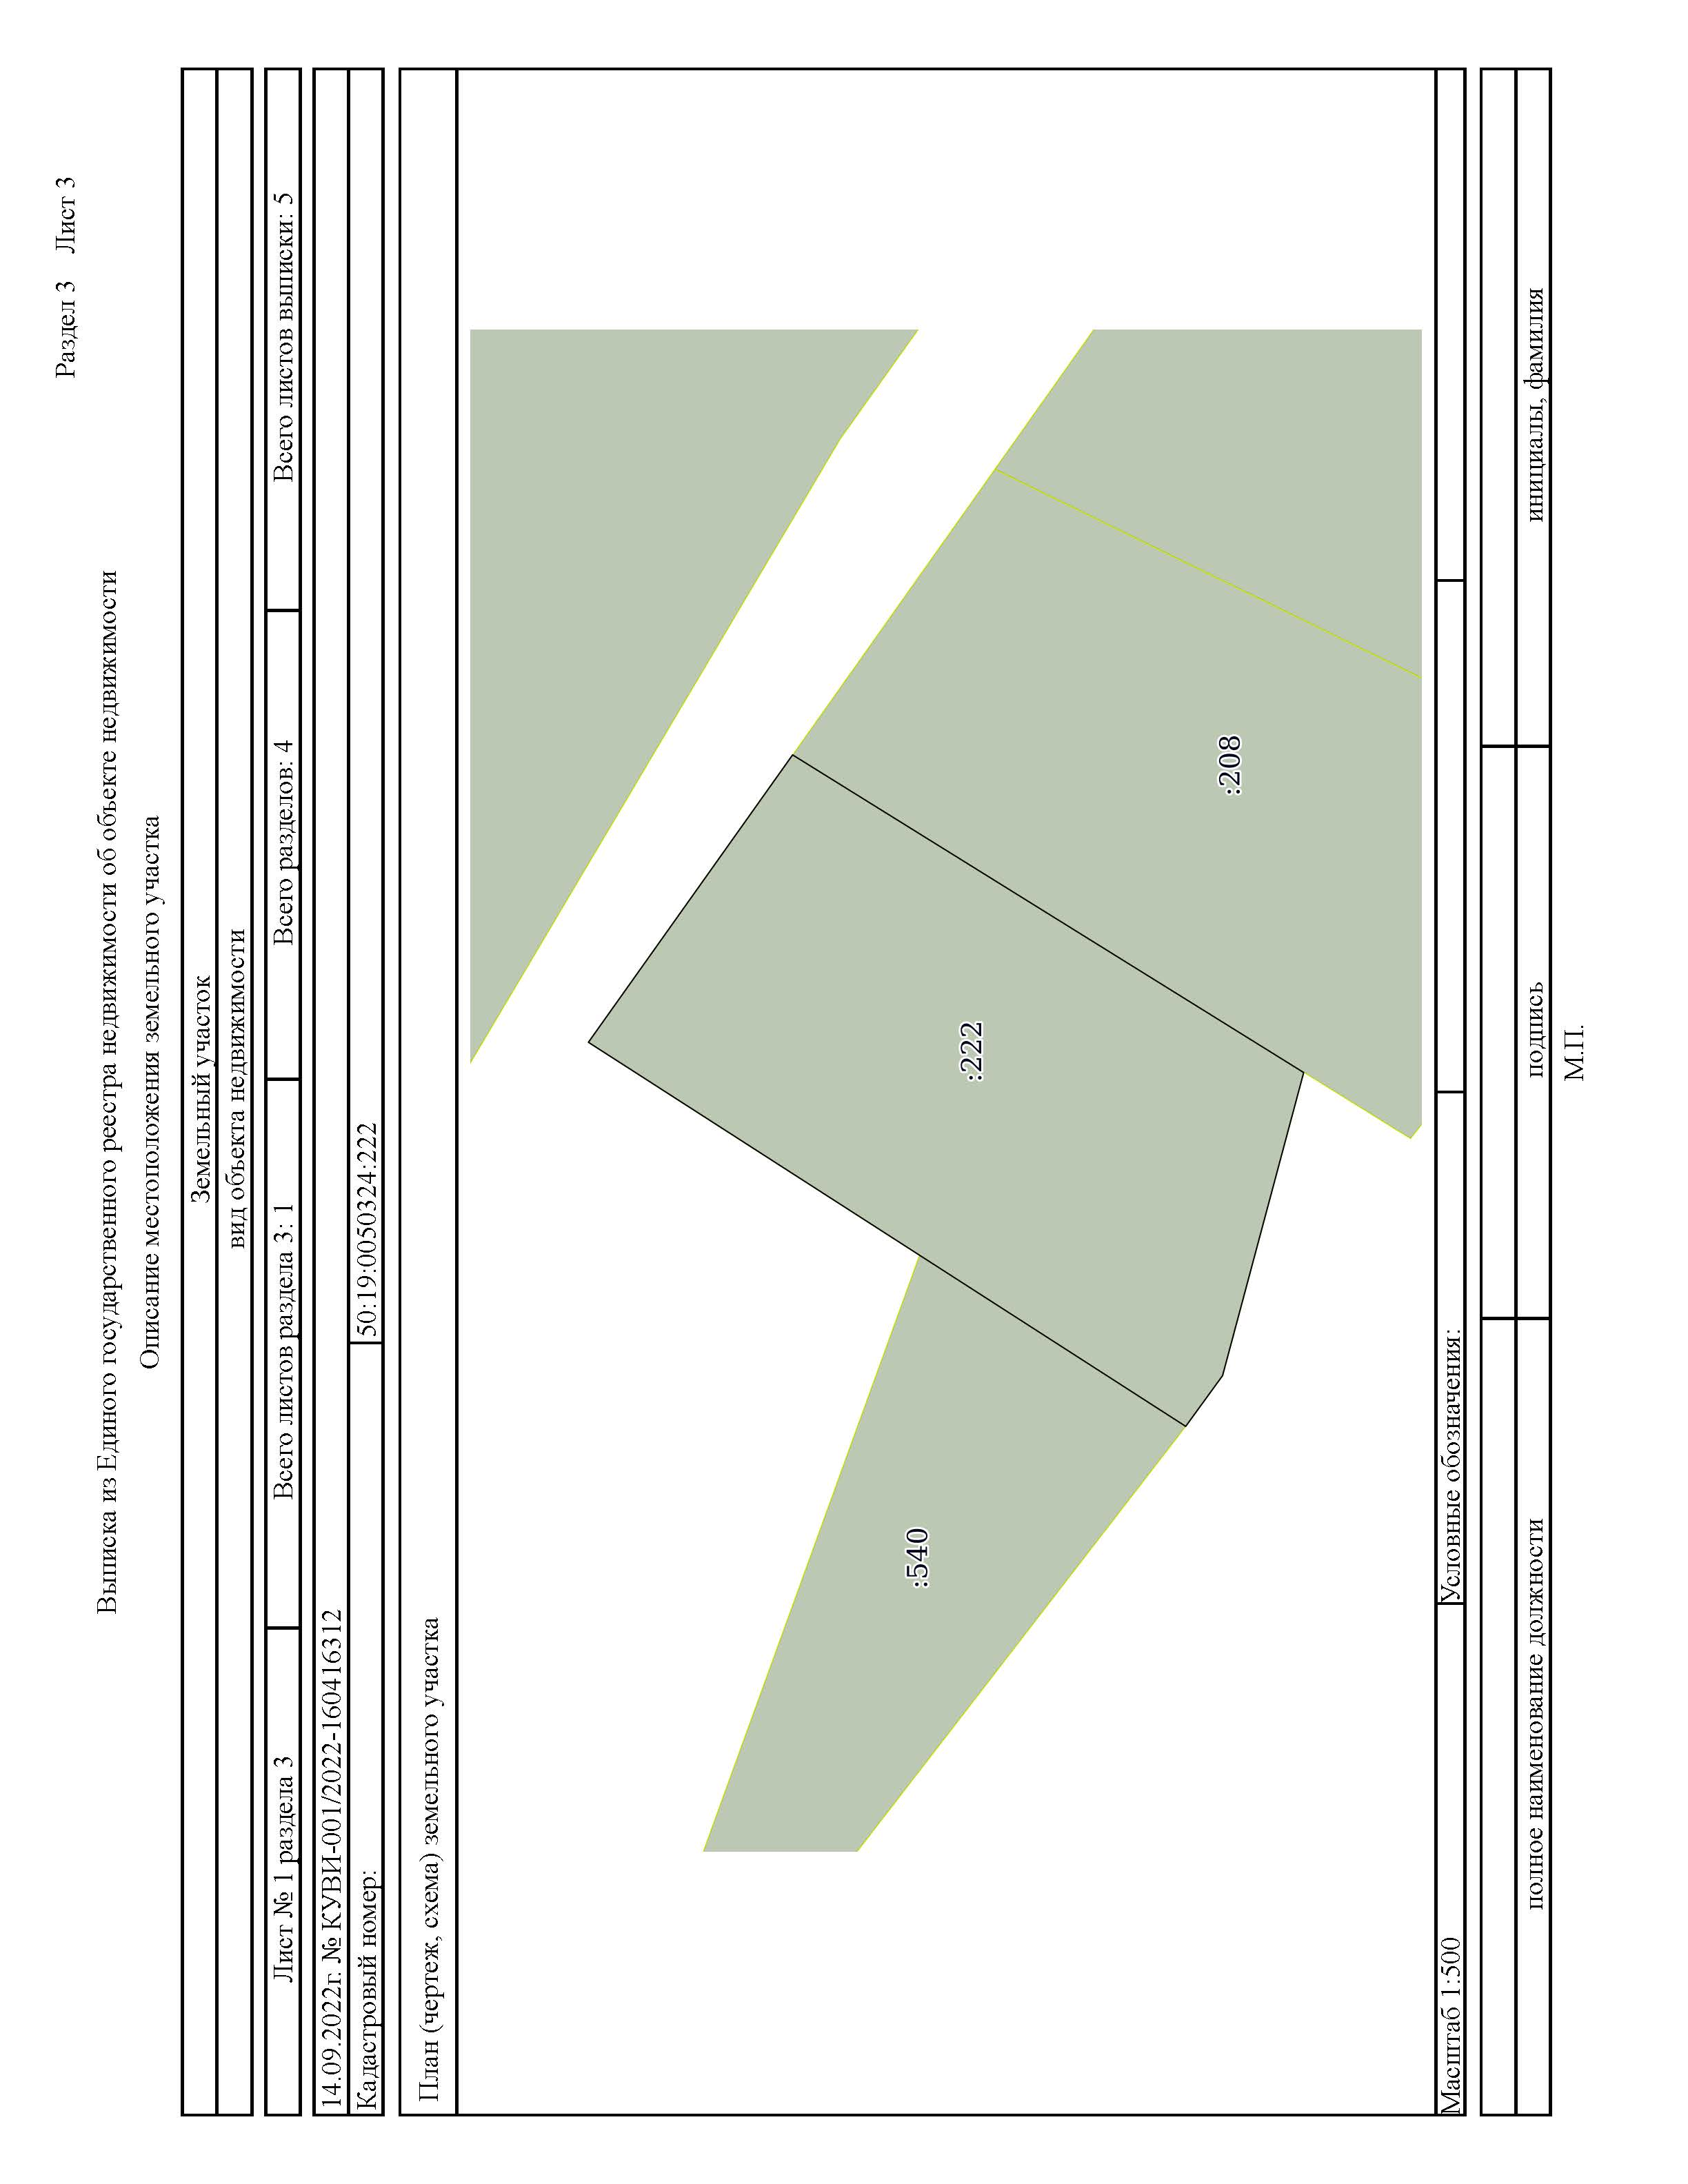 Раздел 3 Лист 3
Выписка из Единого государственного реестра недвижимости об объекте недвижимости
Описание местоположения земельного участка
Земельный участок
вид объекта недвижимости
Лист № 1 раздела 3 Всего листов раздела 3: 1 Всего разделов: 4 Всего листов выписки: 5
14.09.2022г. № КУВИ-001/2022-160416312
Кадастровый номер: 50:19:0050324:222
План (чертеж, схема) земельного участка
:540
:222
:208
Масштаб 1:500 Условные обозначения:
полное наименование должности подпись инициалы, фамилия
М.П.